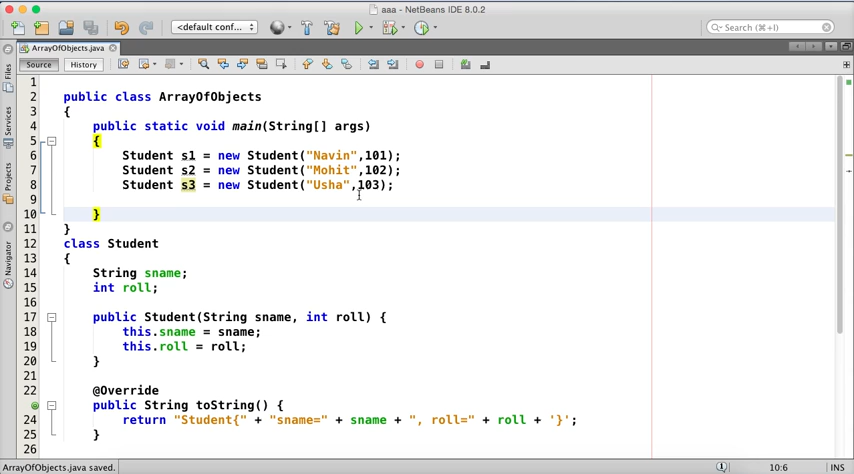 aaa - NetBeans IDE 8.0.2
<default conf...
Search (⌘+I)
ArrayOfObjects.java
Source History
Files
Services
Projects
Navigator
1
2 public class ArrayOfObjects
3 {
4 public static void main(String[] args)
5 {
6 Student s1 = new Student("Navin",101);
7 Student s2 = new Student("Mohit",102);
8 Student s3 = new Student("Usha",103);
9
10 }
11 }
12 class Student
13 {
14 String sname;
15 int roll;
16
17 public Student(String sname, int roll) {
18 this.sname = sname;
19 this.roll = roll;
20 }
21
22 @Override
public String toString() {
24 return "Student{" + "sname=" + sname + ", roll=" + roll + '}';
25 }
26
ArrayOfObjects.java saved.
1
10:6
INS